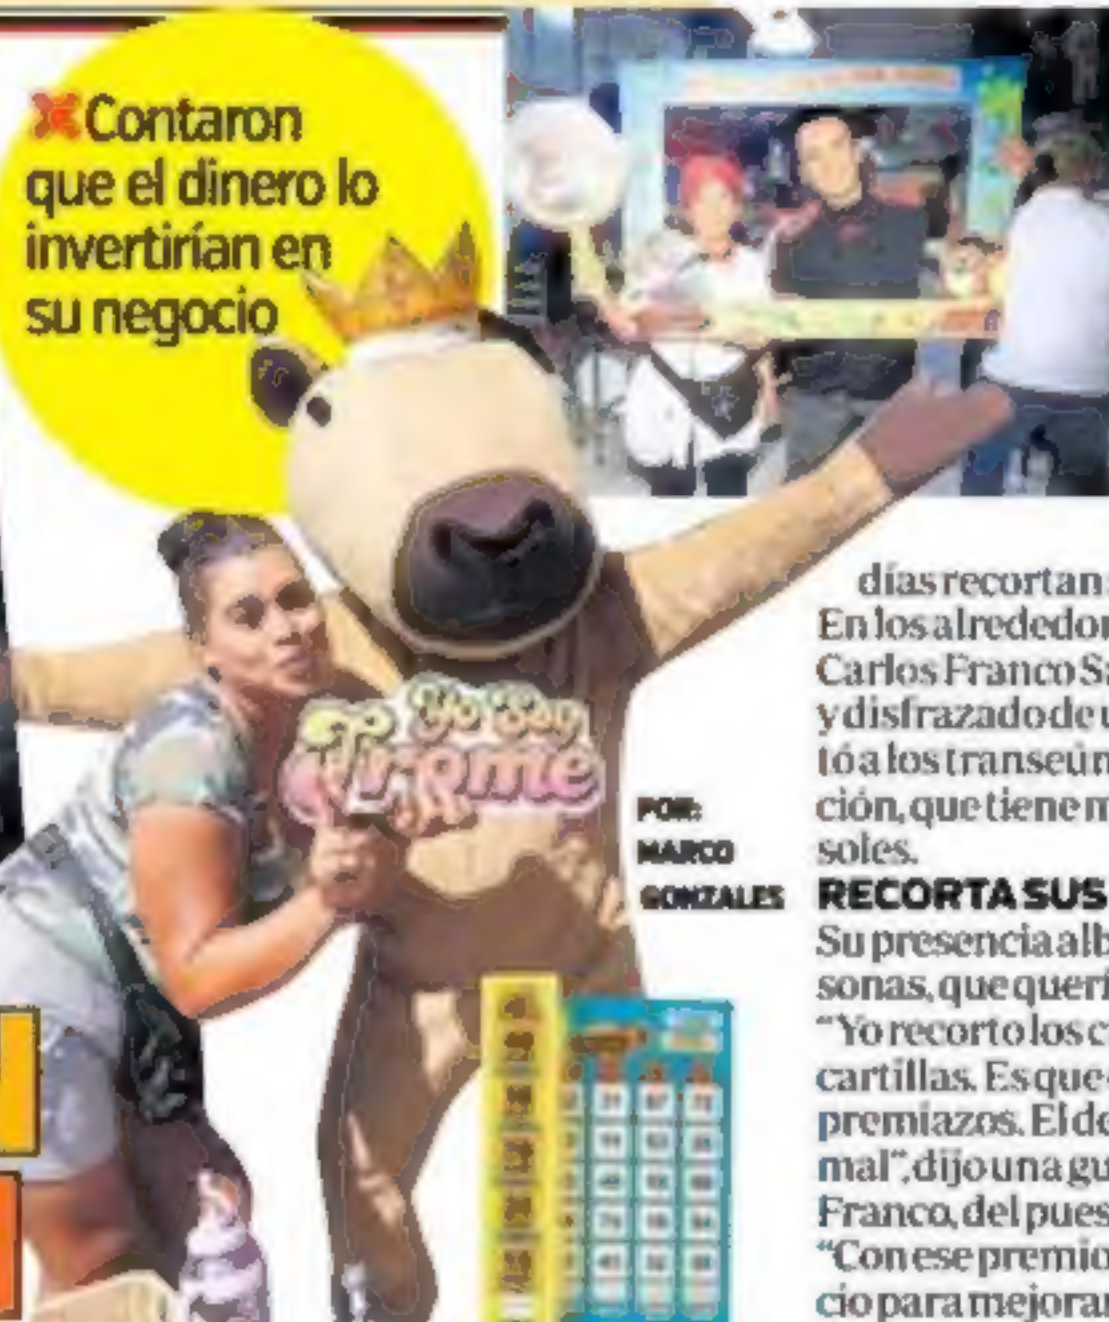 Contaron
que el dinero lo
invertirían en
su negocio
Yo Soy
Trome
POR:
MARCO
GONZALES
días recortan
En los alrededor
Carlos Franco Sa
y disfrazado de u
tó a los transeún
ción, que tiene m
soles.
RECORTA SUS
Su presencia alb
sonas, que querí
"Yo recorto los c
cartillas. Es que
premiazos. El de
mal", dijo una gu
Franco, del pues
"Con ese premio
cio para mejorar